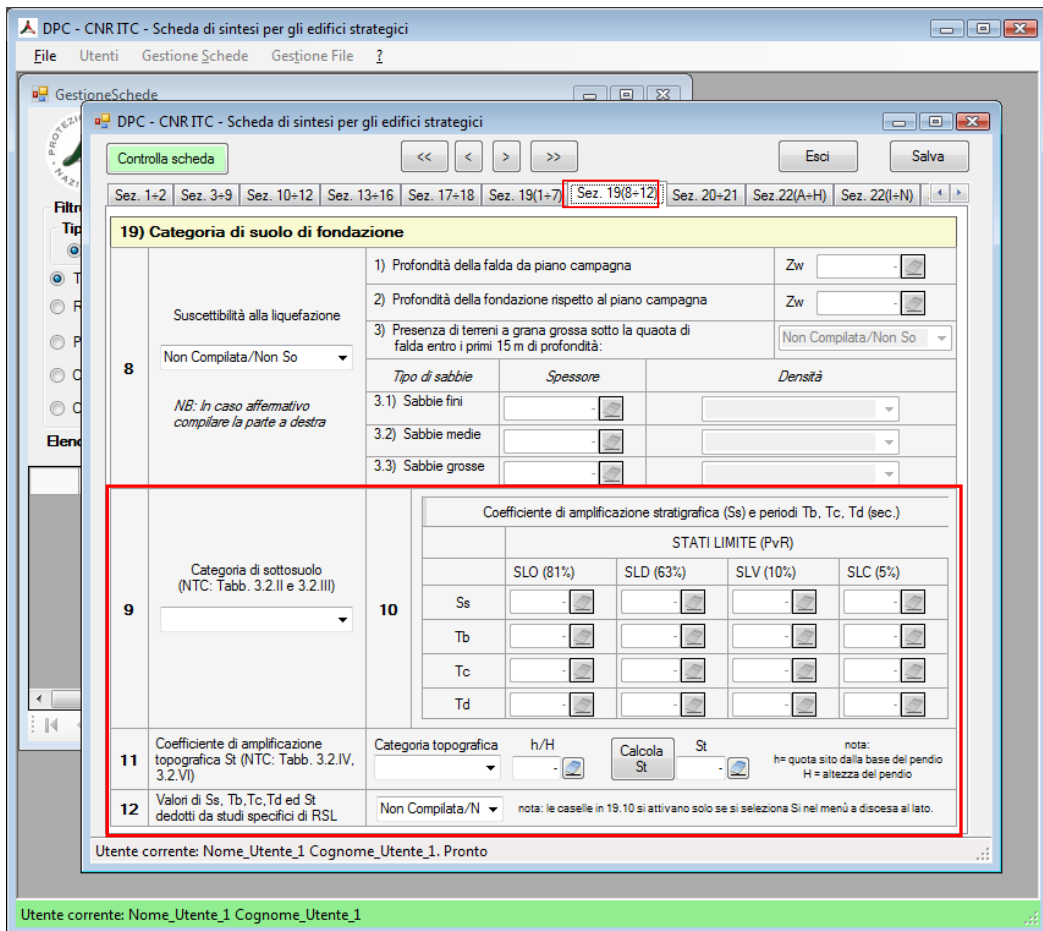 DPC - CNR ITC - Scheda di sintesi per gli edifici strategici
File Utenti Gestione Schede Gestione File ?
GestioneSchede
DPC - CNR ITC - Scheda di sintesi per gli edifici strategici
Controlla scheda << < > >> Esci Salva
Sez. 1÷2 Sez. 3÷9 Sez. 10÷12 Sez. 13÷16 Sez. 17÷18 Sez. 19(1÷7) Sez. 19(8÷12) Sez. 20÷21 Sez.22(A÷H) Sez. 22(I÷N)
Filtr
Tip
T
R
P
C
C
Elenc
19) Categoria di suolo di fondazione
8
Suscettibilità alla liquefazione
Non Compilata/Non So
NB: In caso affermativo
compilare la parte a destra
1) Profondità della falda da piano campagna Zw -
2) Profondità della fondazione rispetto al piano campagna Zw -
3) Presenza di terreni a grana grossa sotto la quaota di
falda entro i primi 15 m di profondità:
Non Compilata/Non So
Tipo di sabbie Spessore Densità
3.1) Sabbie fini -
3.2) Sabbie medie -
3.3) Sabbie grosse -
9
Categoria di sottosuolo
(NTC: Tabb. 3.2.II e 3.2.III)
10
Coefficiente di amplificazione stratigrafica (Ss) e periodi Tb, Tc, Td (sec.)
STATI LIMITE (PvR)
SLO (81%) SLD (63%) SLV (10%) SLC (5%)
Ss - - - -
Tb - - - -
Tc - - - -
Td - - - -
11
Coefficiente di amplificazione
topografica St (NTC: Tabb. 3.2.IV,
3.2.VI)
Categoria topografica h/H - Calcola
St
St -
nota:
h= quota sito dalla base del pendio
H = altezza del pendio
12
Valori di Ss, Tb,Tc,Td ed St
dedotti da studi specifici di RSL
Non Compilata/N
nota: le caselle in 19.10 si attivano solo se si seleziona Si nel menù a discesa al lato.
Utente corrente: Nome_Utente_1 Cognome_Utente_1. Pronto
Utente corrente: Nome_Utente_1 Cognome_Utente_1